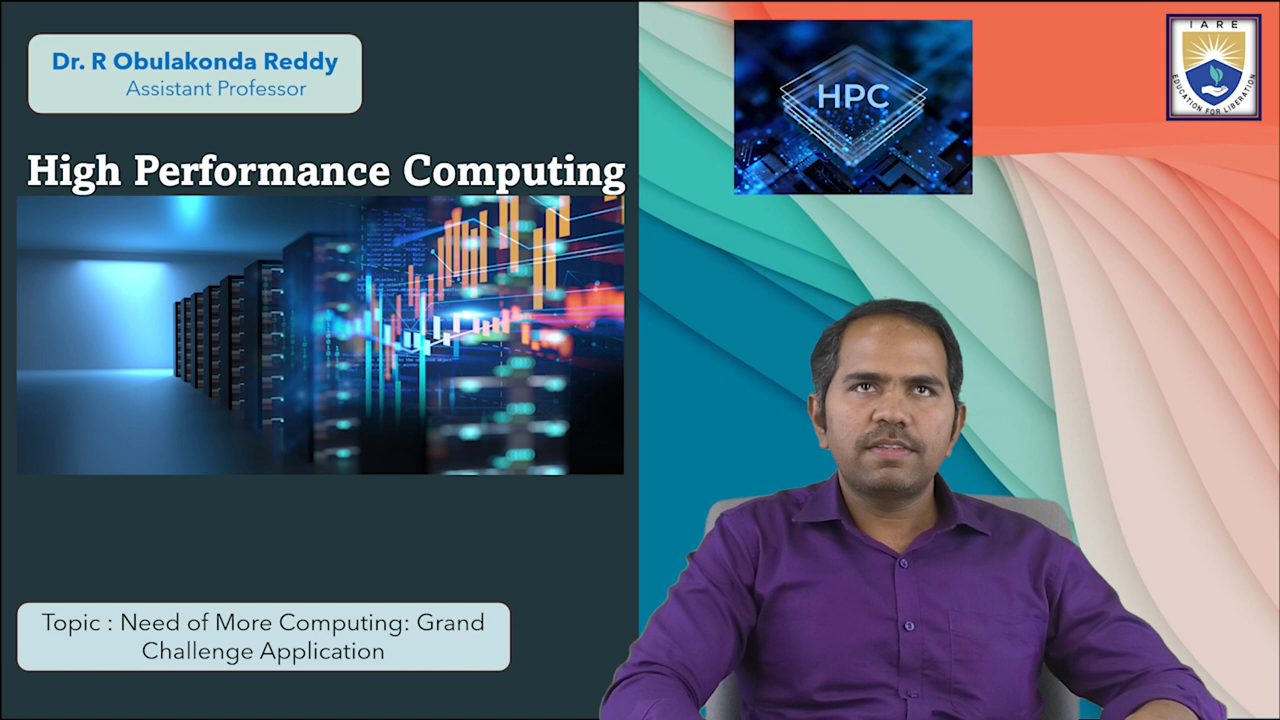 Dr. R Obulakonda Reddy
Assistant Professor
High Performance Computing
HPC
IARE
EDUCATION FOR LIBERATION
Topic : Need of More Computing: Grand
Challenge Application